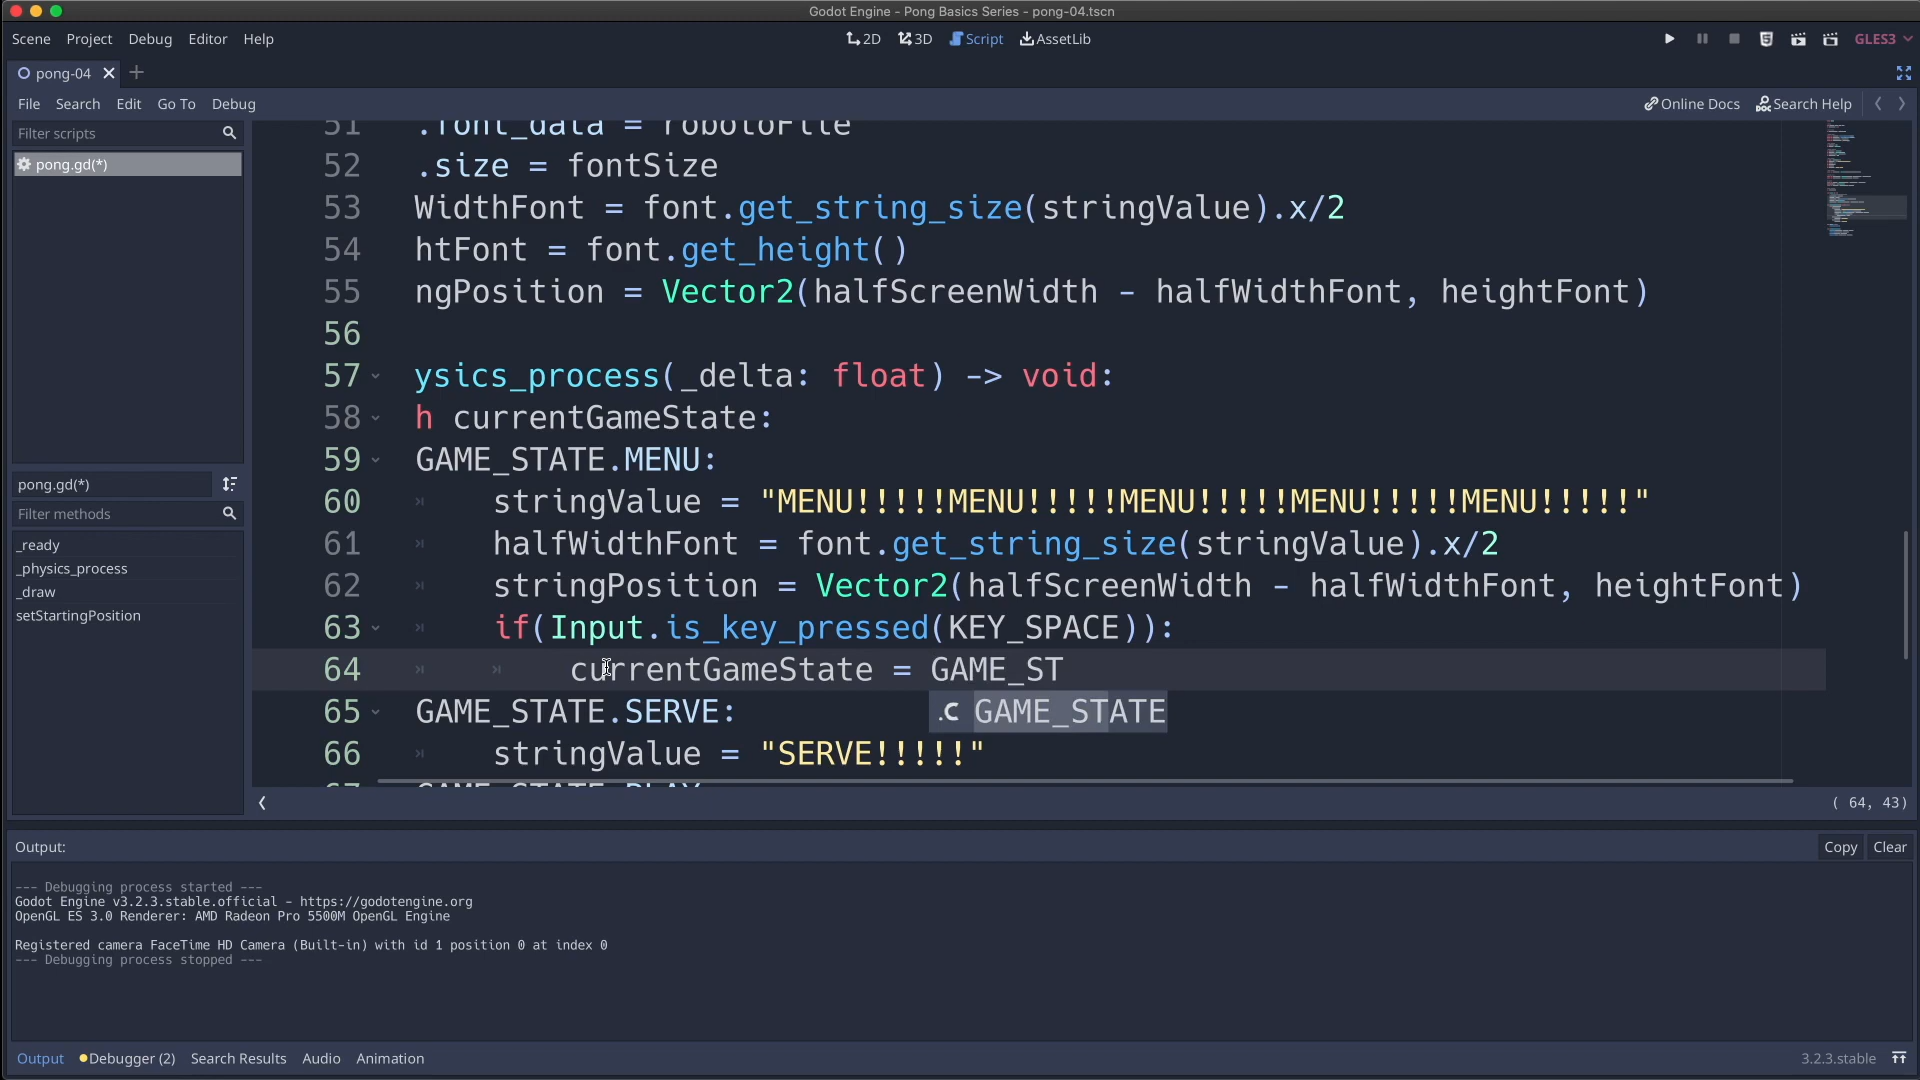 Godot Engine - Pong Basics Series - pong-04.tscn
Scene Project Debug Editor Help
2D 3D Script AssetLib
GLES3
pong-04
File Search Edit Go To Debug
Online Docs Search Help
Filter scripts
pong.gd(*)
pong.gd(*)
Filter methods
_ready
_physics_process
_draw
setStartingPosition
51 .font_data = robotoFile
52 .size = fontSize
53 WidthFont = font.get_string_size(stringValue).x/2
54 htFont = font.get_height()
55 ngPosition = Vector2(halfScreenWidth - halfWidthFont, heightFont)
56
57 ysics_process(_delta: float) -> void:
58 h currentGameState:
59 GAME_STATE.MENU:
60 stringValue = "MENU!!!!!MENU!!!!!MENU!!!!!MENU!!!!!MENU!!!!!"
61 halfWidthFont = font.get_string_size(stringValue).x/2
62 stringPosition = Vector2(halfScreenWidth - halfWidthFont, heightFont)
63 if(Input.is_key_pressed(KEY_SPACE)):
64 currentGameState = GAME_ST
65 GAME_STATE.SERVE:
.C GAME_STATE
66 stringValue = "SERVE!!!!!"
67 GAME_STATE.PLAY
( 64, 43)
Output:
Copy Clear
--- Debugging process started ---
Godot Engine v3.2.3.stable.official - https://godotengine.org
OpenGL ES 3.0 Renderer: AMD Radeon Pro 5500M OpenGL Engine
Registered camera FaceTime HD Camera (Built-in) with id 1 position 0 at index 0
--- Debugging process stopped ---
Output Debugger (2) Search Results Audio Animation
3.2.3.stable